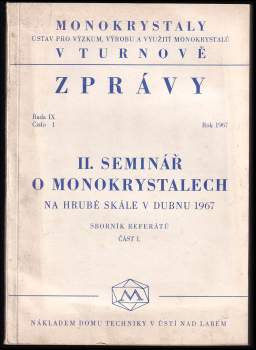 MONOKRYSTALY
ÚSTAV PRO VÝZKUM, VÝROBU A VYUŽITÍ MONOKRYSTALŮ
V TURNOVĚ
ZPRÁVY
Řada IX
Číslo 1
Rok 1967
II. SEMINÁŘ
O MONOKRYSTALECH
NA HRUBÉ SKÁLE V DUBNU 1967
SBORNÍK REFERÁTŮ
ČÁST I.
M
NÁKLADEM DOMU TECHNIKY V ÚSTÍ NAD LABEM